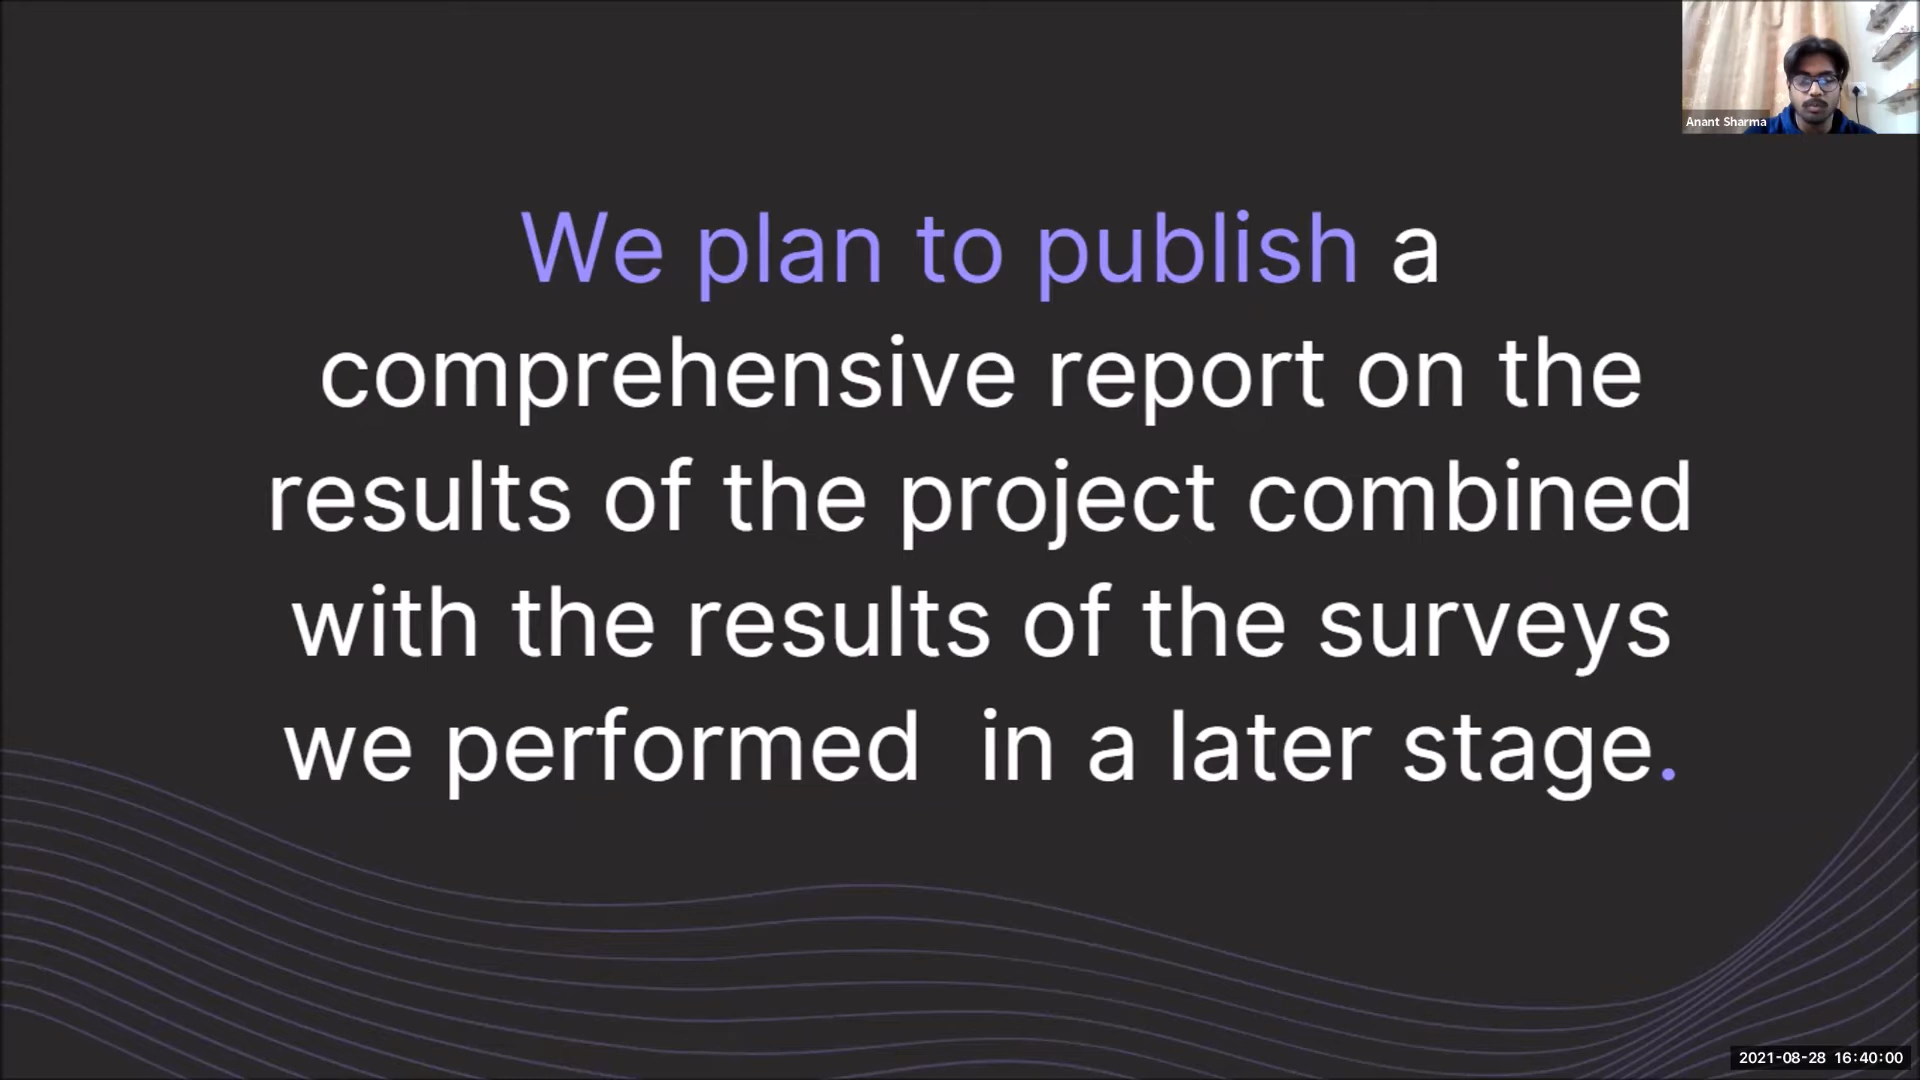 Anant Sharma
We plan to publish a
comprehensive report on the
results of the project combined
with the results of the surveys
we performed  in a later stage.
2021-08-28 16:40:00